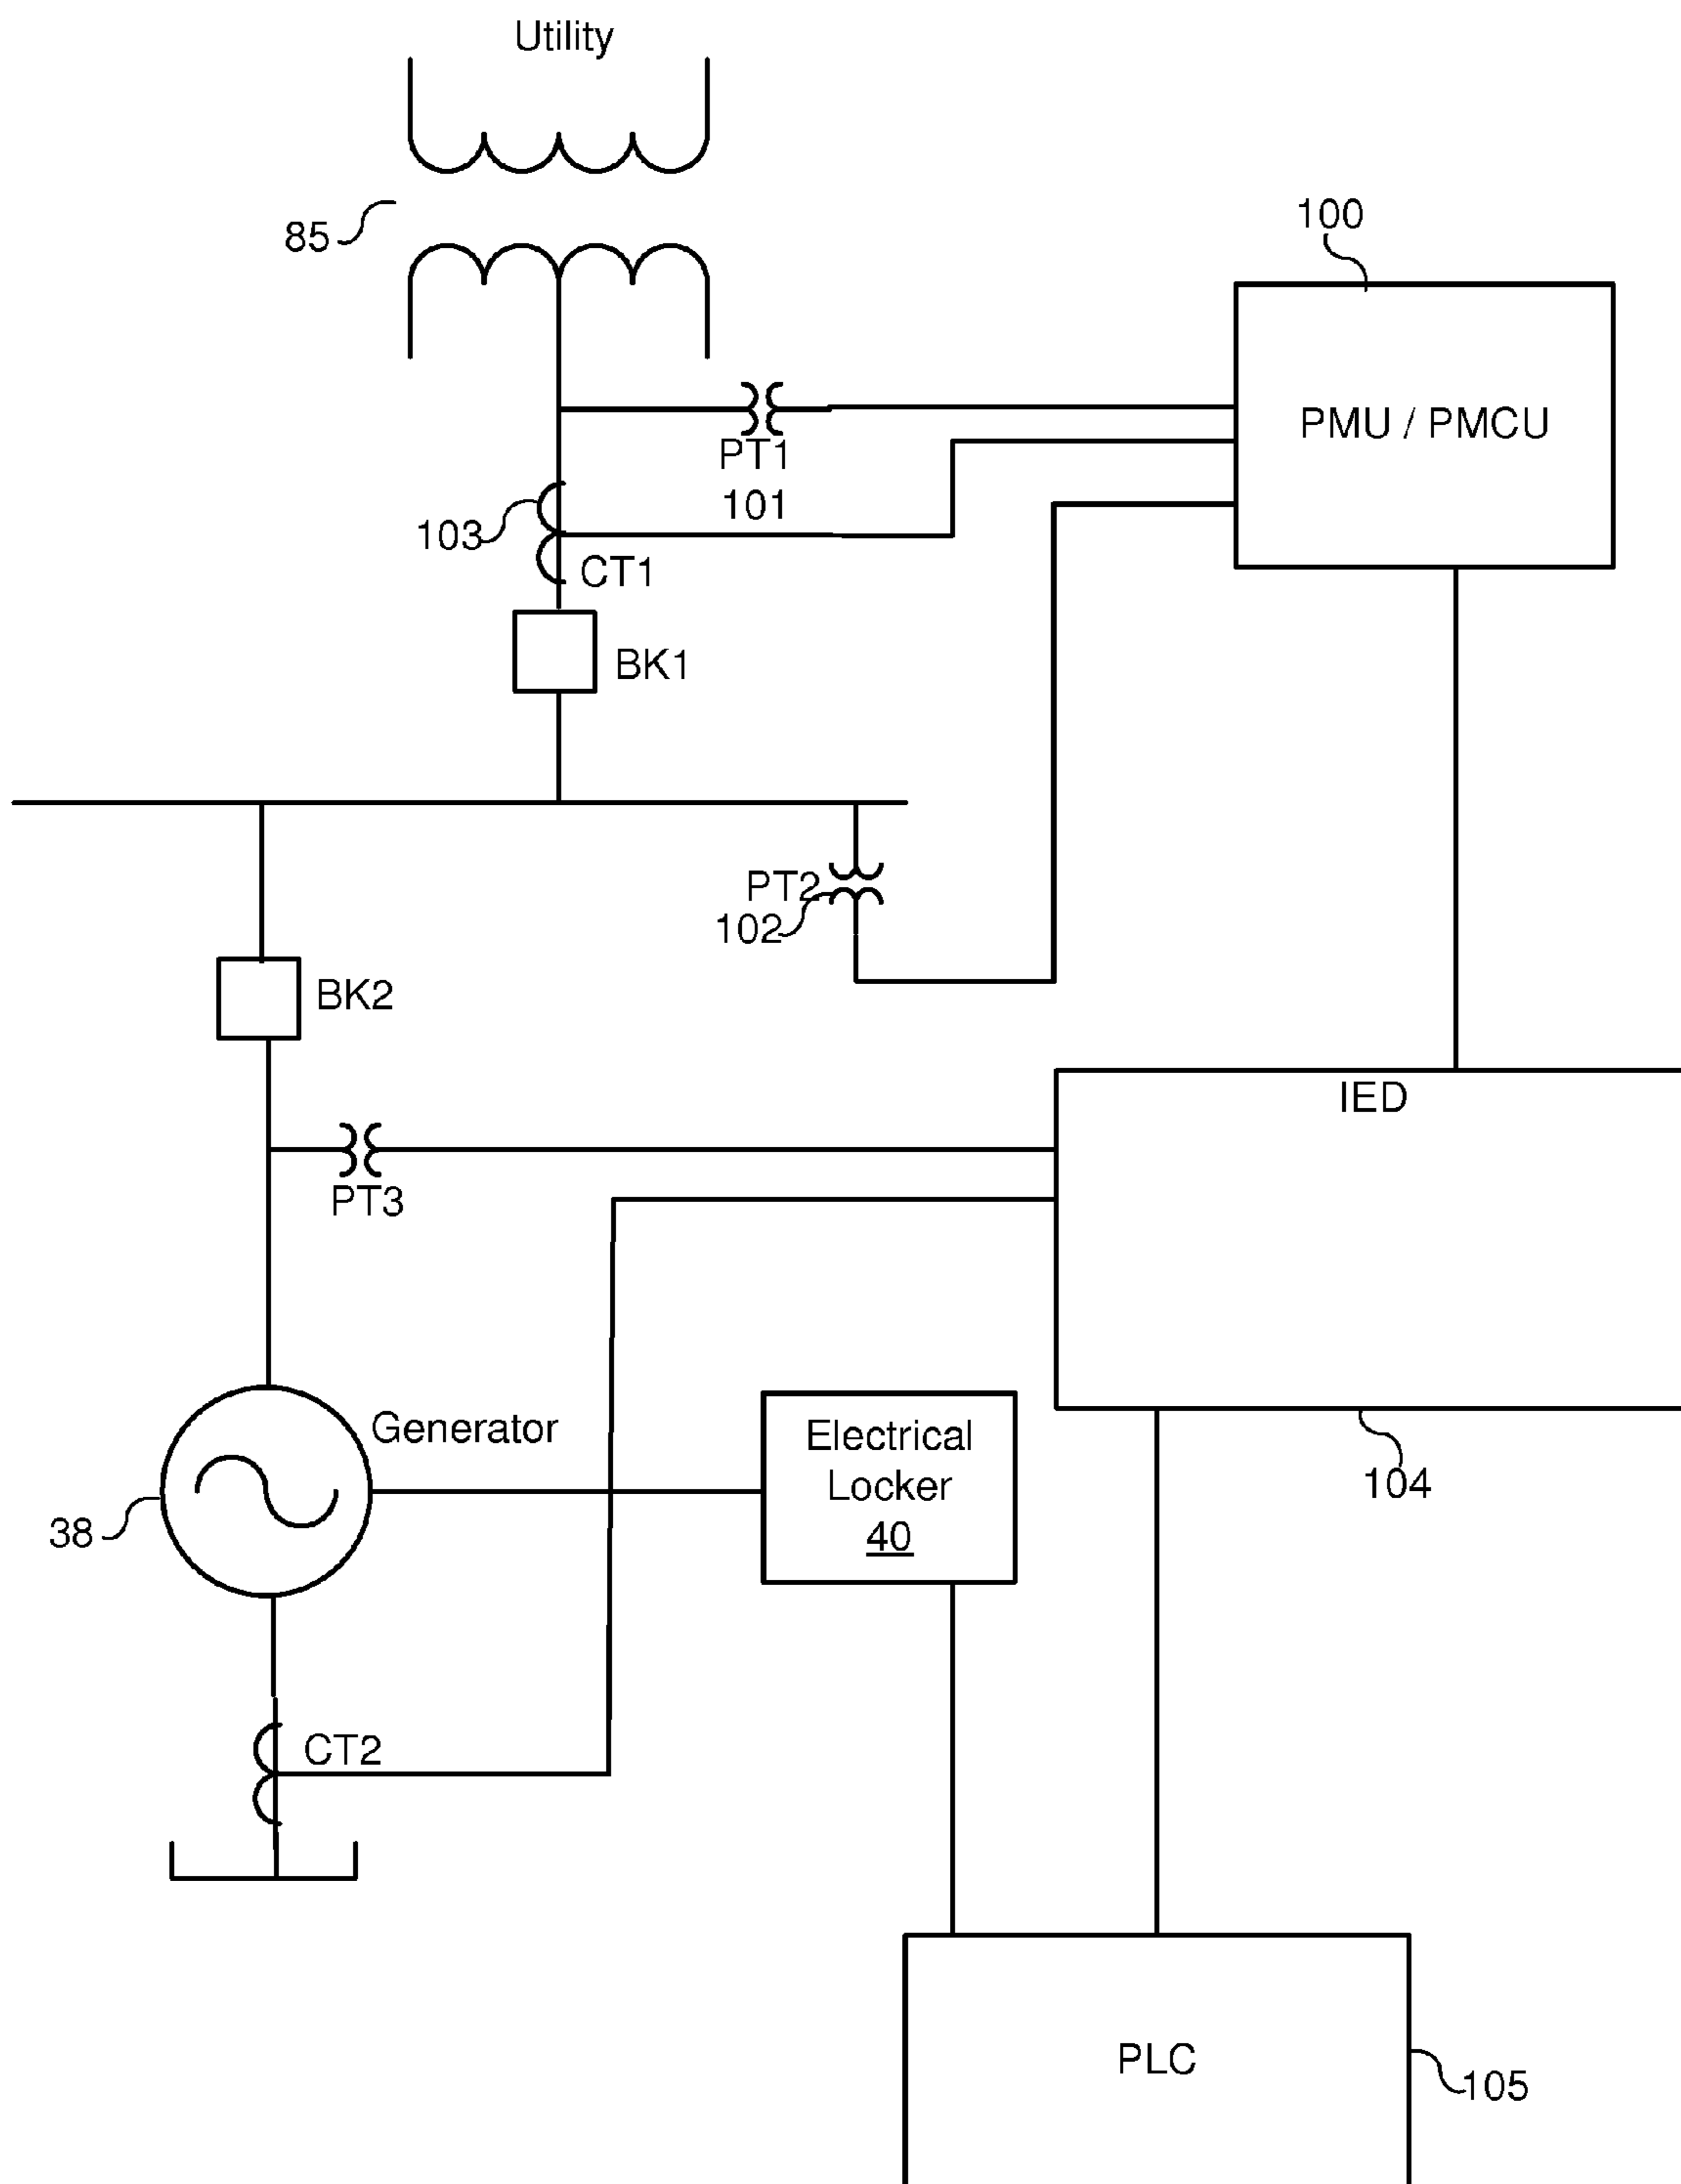 Utility
85
100
PMU / PMCU
PT1
101
103
CT1
BK1
PT2
102
BK2
IED
PT3
Generator
Electrical
Locker
40
104
38
CT2
PLC
105